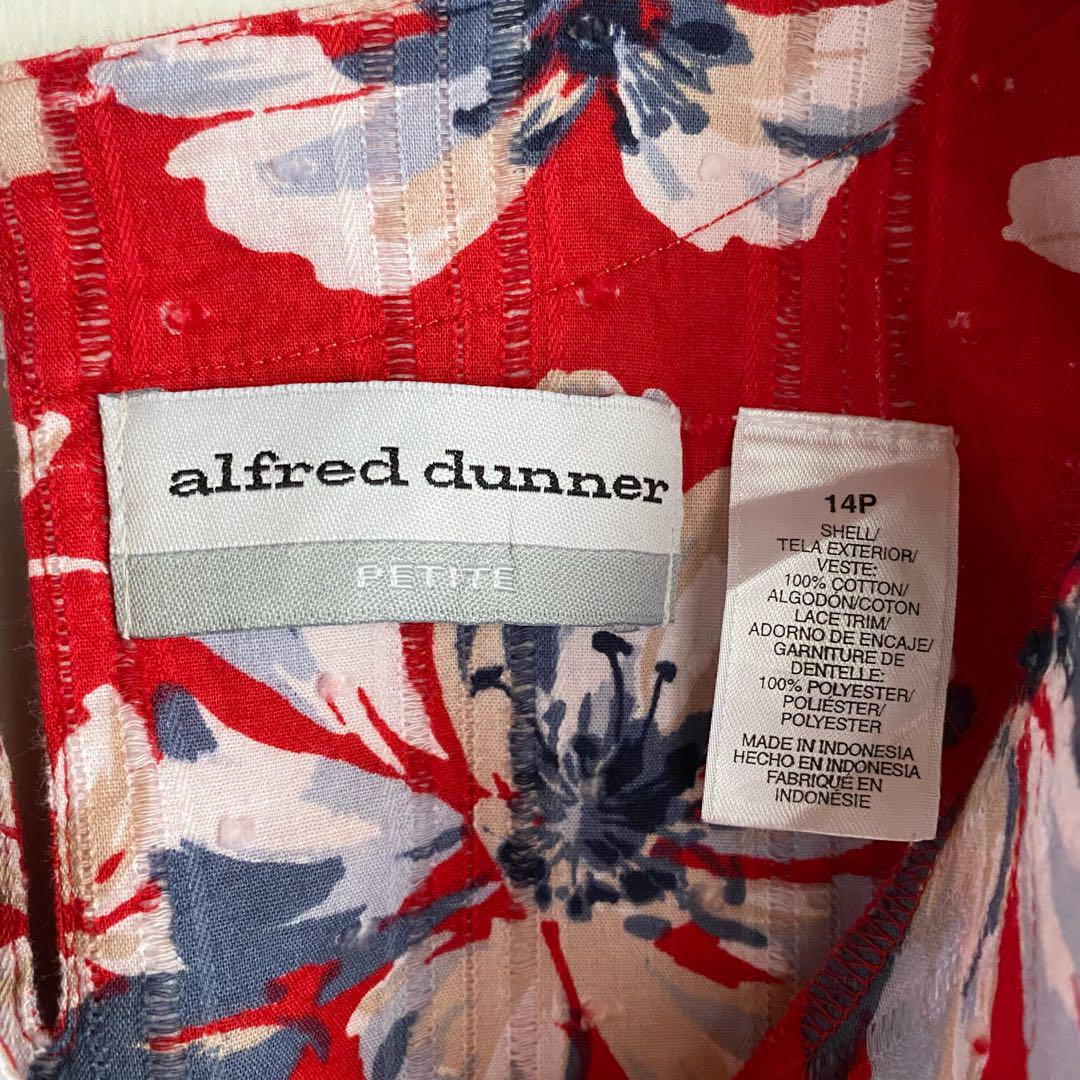 alfred dunner
PETITE
14P
SHELL/
TELA EXTERIOR/
VESTE:
100% COTTON/
ALGODÓN/COTON
LACE TRIM/
ADORNO DE ENCAJE/
GARNITURE DE
DENTELLE:
100% POLYESTER/
POLIÉSTER/
POLYESTER
MADE IN INDONESIA
HECHO EN INDONESIA
FABRIQUÉ EN
INDONÉSIE